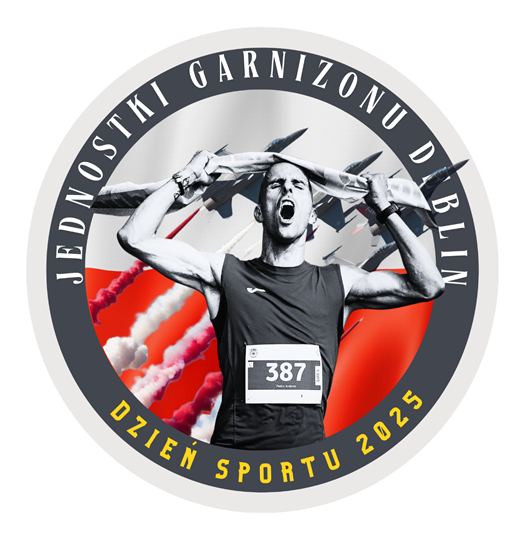 JEDNOSTKI GARNIZONU DĘBLIN
387
DZIEŃ SPORTU 2025